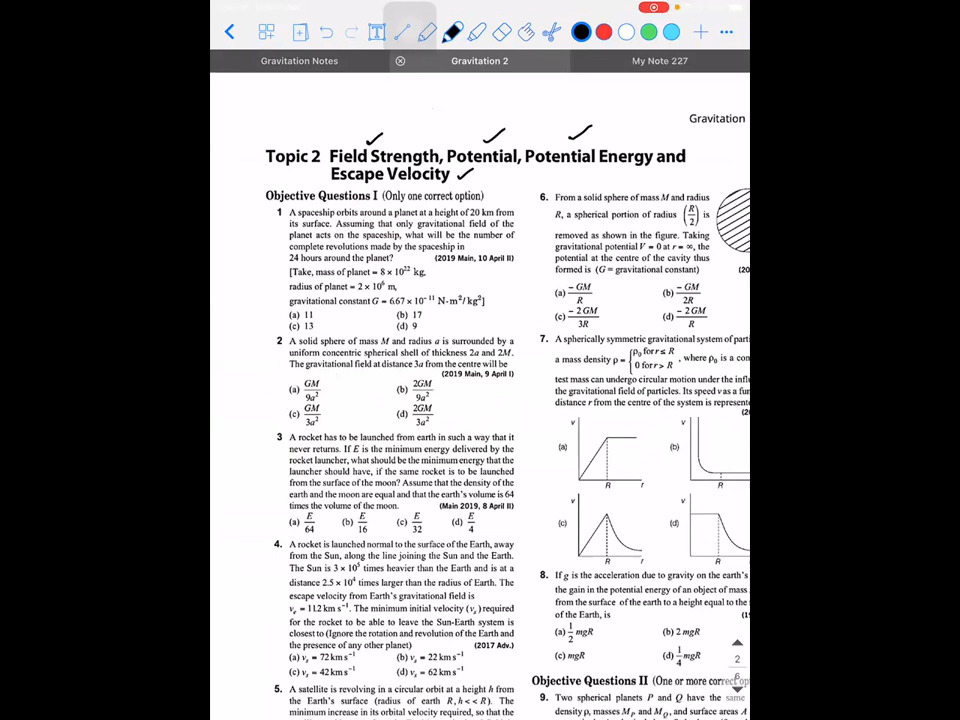 Gravitation Notes
Gravitation 2
My Note 227
Gravitation
Topic 2 Field Strength, Potential, Potential Energy and
Escape Velocity
Objective Questions I (Only one correct option)
1 A spaceship orbits around a planet at a height of 20 km from
its surface. Assuming that only gravitational field of the
planet acts on the spaceship, what will be the number of
complete revolutions made by the spaceship in
24 hours around the planet? (2019 Main, 10 April II)
[Take, mass of planet = 8 × 10²² kg,
radius of planet = 2 × 10⁶ m,
gravitational constant G = 6.67 × 10⁻¹¹ N-m²/kg²]
(a) 11 (b) 17
(c) 13 (d) 9
2 A solid sphere of mass M and radius a is surrounded by a
uniform concentric spherical shell of thickness 2a and 2M.
The gravitational field at distance 3a from the centre will be
(2019 Main, 9 April I)
(a) GM/9a² (b) 2GM/9a²
(c) GM/3a² (d) 2GM/3a²
3 A rocket has to be launched from earth in such a way that it
never returns. If E is the minimum energy delivered by the
rocket launcher, what should be the minimum energy that the
launcher should have, if the same rocket is to be launched
from the surface of the moon? Assume that the density of the
earth and the moon are equal and that the earth's volume is 64
times the volume of the moon. (Main 2019, 8 April II)
(a) E/64 (b) E/16 (c) E/32 (d) E/4
4. A rocket is launched normal to the surface of the Earth, away
from the Sun, along the line joining the Sun and the Earth.
The Sun is 3 × 10⁵ times heavier than the Earth and is at a
distance 2.5 × 10⁴ times larger than the radius of Earth. The
escape velocity from Earth's gravitational field is
vₑ = 11.2 km s⁻¹. The minimum initial velocity (vₑ) required
for the rocket to be able to leave the Sun-Earth system is
closest to (Ignore the rotation and revolution of the Earth and
the presence of any other planet) (2017 Adv.)
(a) vₛ = 72 km s⁻¹ (b) vₛ = 22 km s⁻¹
(c) vₛ = 42 km s⁻¹ (d) vₛ = 62 km s⁻¹
5. A satellite is revolving in a circular orbit at a height h from
the Earth's surface (radius of earth R, h << R). The
minimum increase in its orbital velocity required, so that the
6. From a solid sphere of mass M and radius
R, a spherical portion of radius (R/2) is
removed as shown in the figure. Taking
gravitational potential V = 0 at r = ∞, the
potential at the centre of the cavity thus
formed is (G = gravitational constant) (20
(a) -GM/R (b) -GM/2R
(c) -2GM/3R (d) -2GM/R
7. A spherically symmetric gravitational system of parti
a mass density ρ = {ρ₀ for r ≤ R
0 for r > R , where ρ₀ is a con
test mass can undergo circular motion under the infl
the gravitational field of particles. Its speed v as a fun
distance r from the centre of the system is represente
v v
(a) (b)
R r R
v v
(c) (d)
R r R
8. If g is the acceleration due to gravity on the earth's
the gain in the potential energy of an object of mass
from the surface of the earth to a height equal to the
of the Earth, is
(a) 1/2 mgR (b) 2 mgR
(c) mgR (d) 1/4 mgR
2
6
Objective Questions II (One or more correct op
9. Two spherical planets P and Q have the same
density ρ, masses M_P and M_Q, and surface areas A